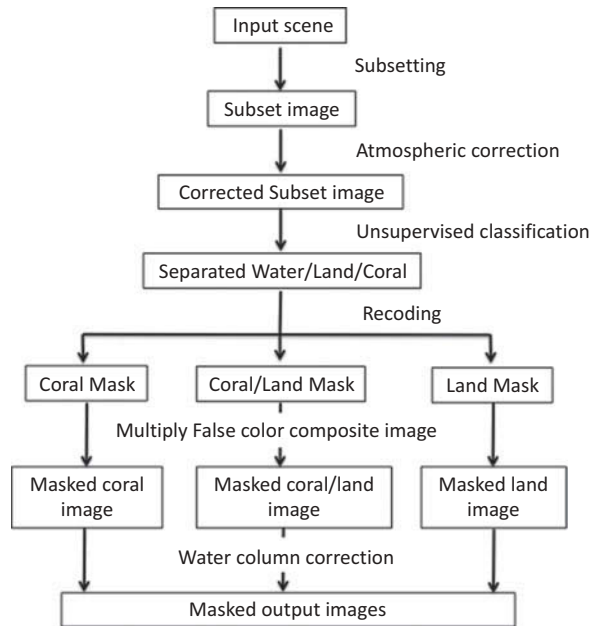 Input scene
Subsetting
Subset image
Atmospheric correction
Corrected Subset image
Unsupervised classification
Separated Water/Land/Coral
Recoding
Coral Mask
Coral/Land Mask
Land Mask
Multiply False color composite image
Masked coral
image
Masked coral/land
image
Masked land
image
Water column correction
Masked output images